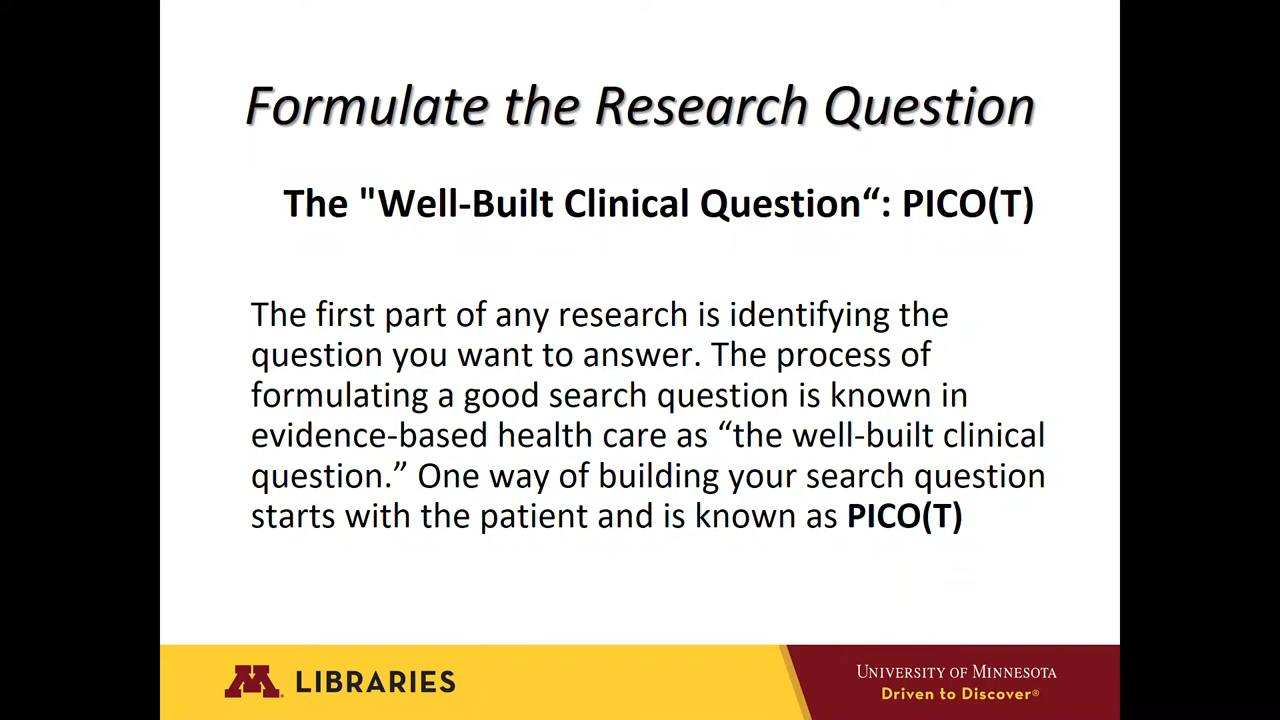 Formulate the Research Question
The "Well-Built Clinical Question“: PICO(T)
The first part of any research is identifying the
question you want to answer. The process of
formulating a good search question is known in
evidence-based health care as “the well-built clinical
question.” One way of building your search question
starts with the patient and is known as PICO(T)
M LIBRARIES
UNIVERSITY OF MINNESOTA
Driven to Discover®